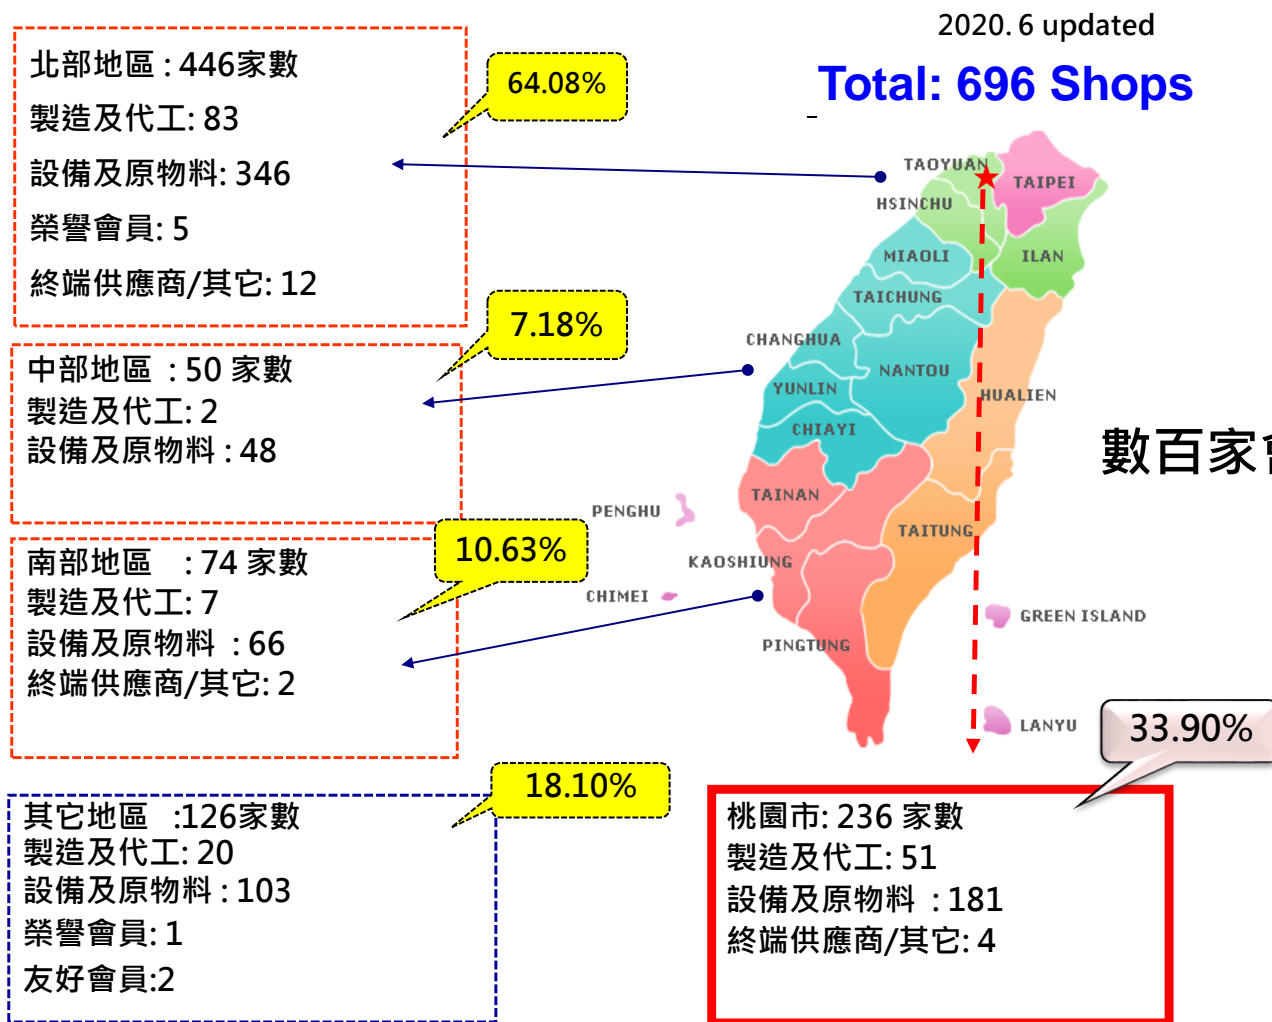 2020. 6 updated
Total: 696 Shops
北部地區 : 446家數
製造及代工: 83
設備及原物料: 346
榮譽會員: 5
終端供應商/其它: 12
64.08%
中部地區 : 50 家數
製造及代工: 2
設備及原物料 : 48
7.18%
南部地區 : 74 家數
製造及代工: 7
設備及原物料 : 66
終端供應商/其它: 2
10.63%
其它地區 :126家數
製造及代工: 20
設備及原物料 : 103
榮譽會員: 1
友好會員:2
18.10%
桃園市: 236 家數
製造及代工: 51
設備及原物料 : 181
終端供應商/其它: 4
33.90%
TAOYUAN
TAIPEI
HSINCHU
MIAOLI
ILAN
TAICHUNG
CHANGHUA
NANTOU
YUNLIN
HUALIEN
CHIAYI
TAINAN
PENGHU
TAITUNG
KAOSHIUNG
CHIMEI
GREEN ISLAND
PINGTUNG
LANYU
數百家